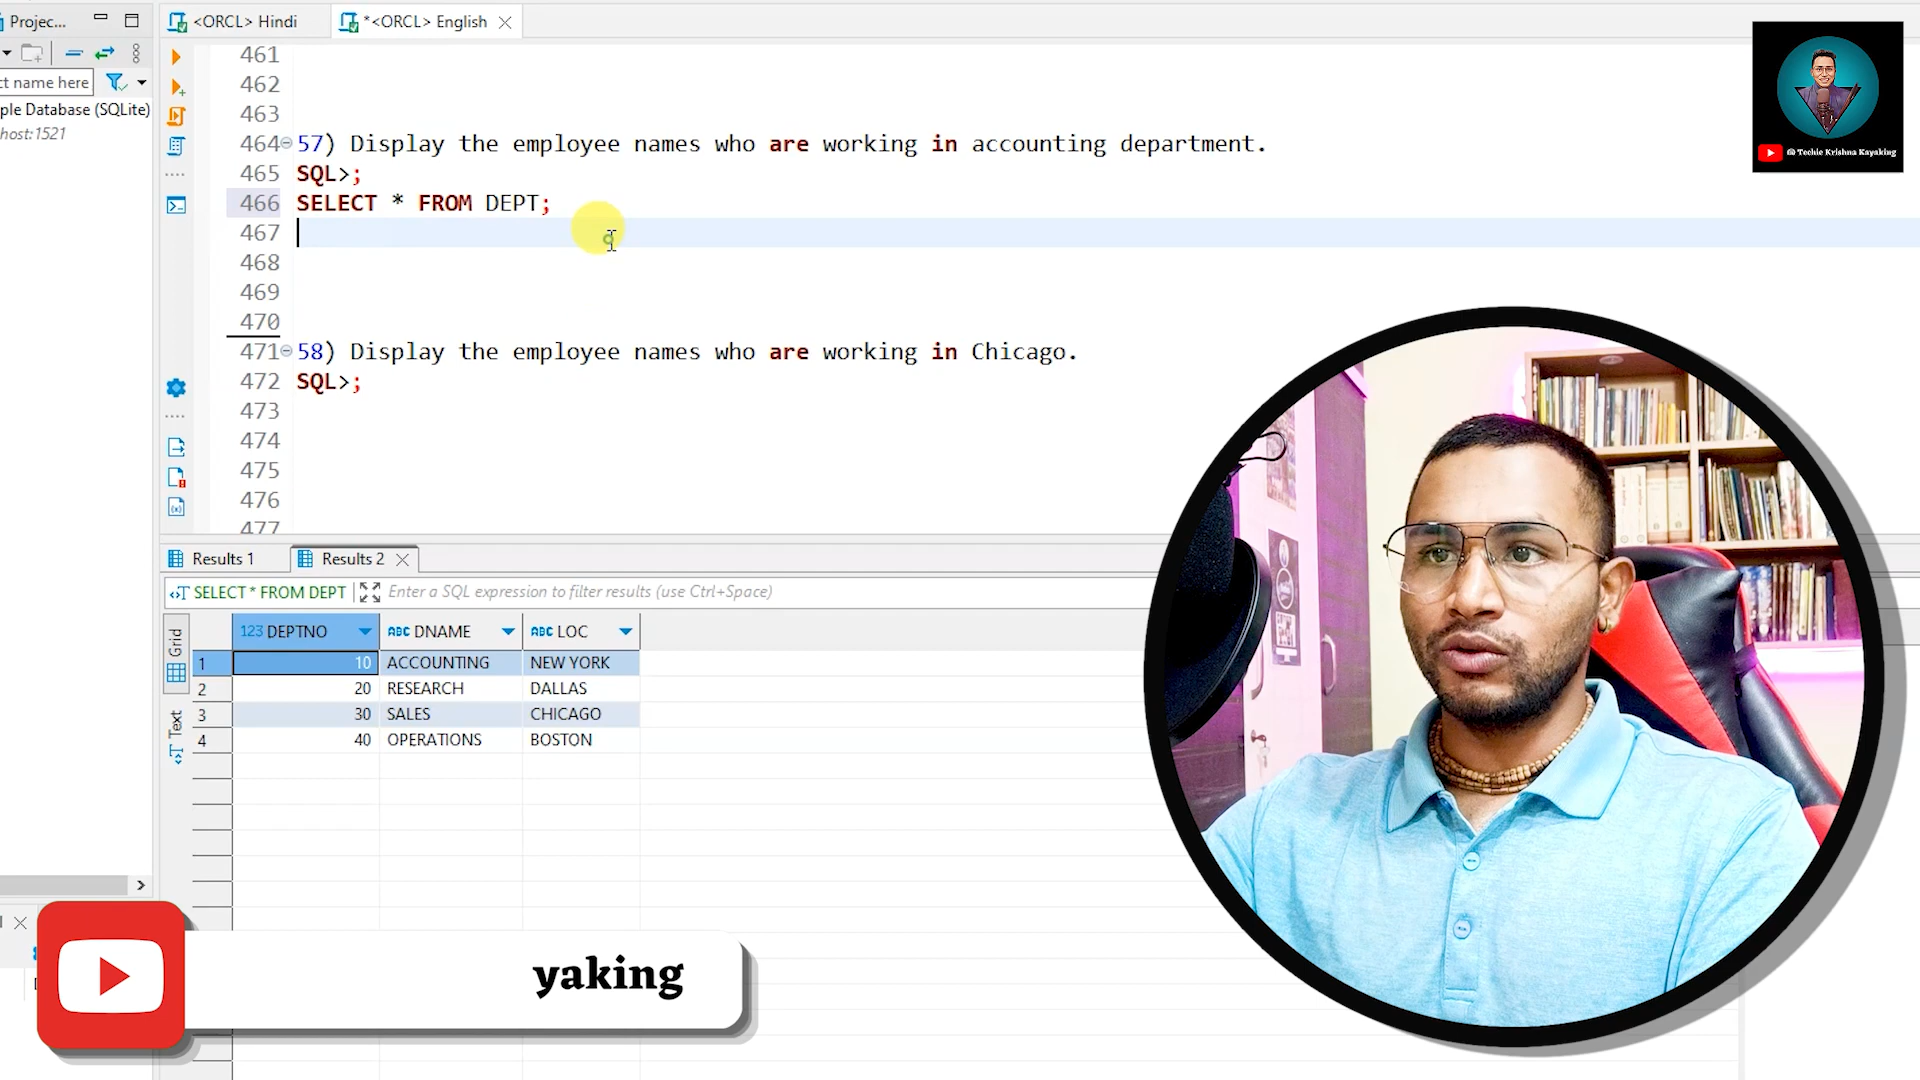 Projec...
<ORCL> Hindi
*<ORCL> English
ct name here
ple Database (SQLite)
host:1521
461
462
463
464 57) Display the employee names who are working in accounting department.
465 SQL>;
466 SELECT * FROM DEPT;
467
468
469
470
471 58) Display the employee names who are working in Chicago.
472 SQL>;
473
474
475
476
477
@ Techie Krishna Kayaking
Results 1
Results 2
SELECT * FROM DEPT
Enter a SQL expression to filter results (use Ctrl+Space)
Grid
Text
123 DEPTNO ABC DNAME ABC LOC
1 10 ACCOUNTING NEW YORK
2 20 RESEARCH DALLAS
3 30 SALES CHICAGO
4 40 OPERATIONS BOSTON
yaking